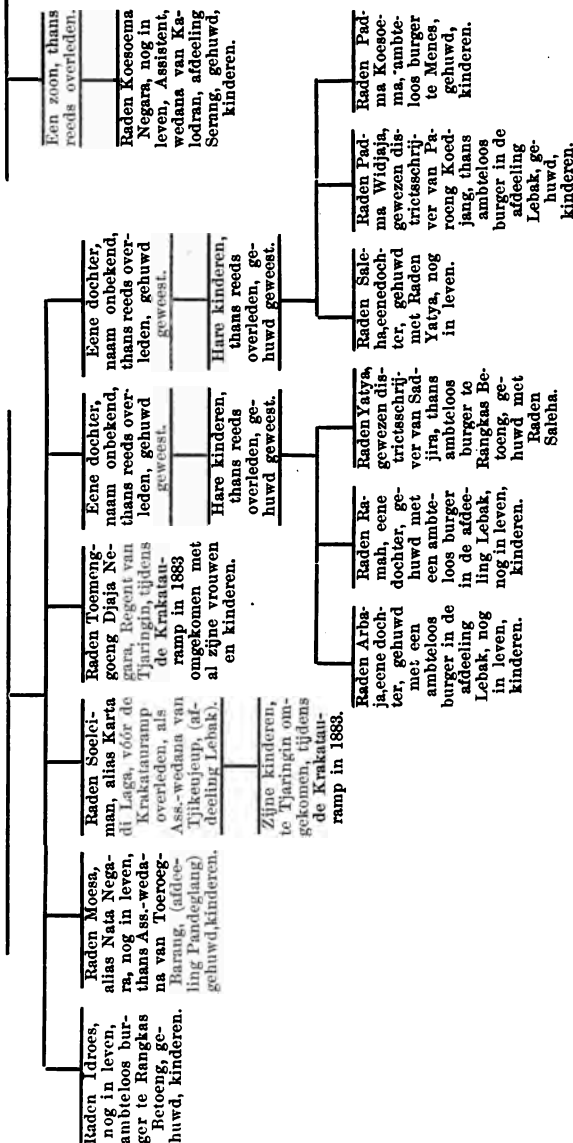 Raden Idroes,
nog in leven,
ambteloos bur-
ger te Rangkas
Betoeng, ge-
huwd, kinderen.
Raden Moesa,
alias Nata Nega-
ra, nog in leven,
thans Ass.-weda-
na van Toeroeg-
Barang, (afdee-
ling Pandeglang)
gehuwd,kinderen.
Raden Soelei-
man, alias Karta
di Laga, vóór de
Krakatauramp
overleden, als
Ass.-wedana van
Tjikeujeup, (af-
deeling Lebak).
Zijne kinderen,
te Tjaringin om-
gekomen, tijdens
de Krakatau-
ramp in 1883.
Raden Toemeng-
goeng Djaja Ne-
gara, Regent van
Tjaringin, tijdens
de Krakatau-
ramp in 1883
omgekomen met
al zijne vrouwen
en kinderen.
Eene dochter,
naam onbekend,
thans reeds over-
leden, gehuwd
geweest.
Hare kinderen,
thans reeds
overleden, ge-
huwd geweest.
Eene dochter,
naam onbekend,
thans reeds over-
leden, gehuwd
geweest.
Hare kinderen,
thans reeds
overleden, ge-
huwd geweest.
Een zoon, thans
reeds overleden.
Raden Koesoema
Negara, nog in
leven, Assistent,
wedana van Ka-
lodran, afdeeling
Serang, gehuwd,
kinderen.
Raden Arba-
ja,eene doch-
ter, gehuwd
met een
ambteloos
burger in de
afdeeling
Lebak, nog
in leven,
kinderen.
Raden Ra-
mah, eene
dochter, ge-
huwd met
een ambte-
loos burger
in de afdee-
ling Lebak,
nog in leven,
kinderen.
Raden Yatya,
gewezen dis-
trictsschrij-
ver van Sad-
jira, thans
ambteloos
burger te
Rangkas Be-
toeng, ge-
huwd met
Raden
Saleha.
Raden Sale-
ha,eenedoch-
ter, gehuwd
met Raden
Yatya, nog
in leven.
Raden Pad-
ma Widjaja,
gewezen dis-
trictsschrij-
ver van Pa-
roeng Koed-
jang, thans
ambteloos
burger in de
afdeeling
Lebak, ge-
huwd,
kinderen.
Raden Pad-
ma Koesoe-
ma, ambte-
loos burger
te Menes,
gehuwd,
kinderen.